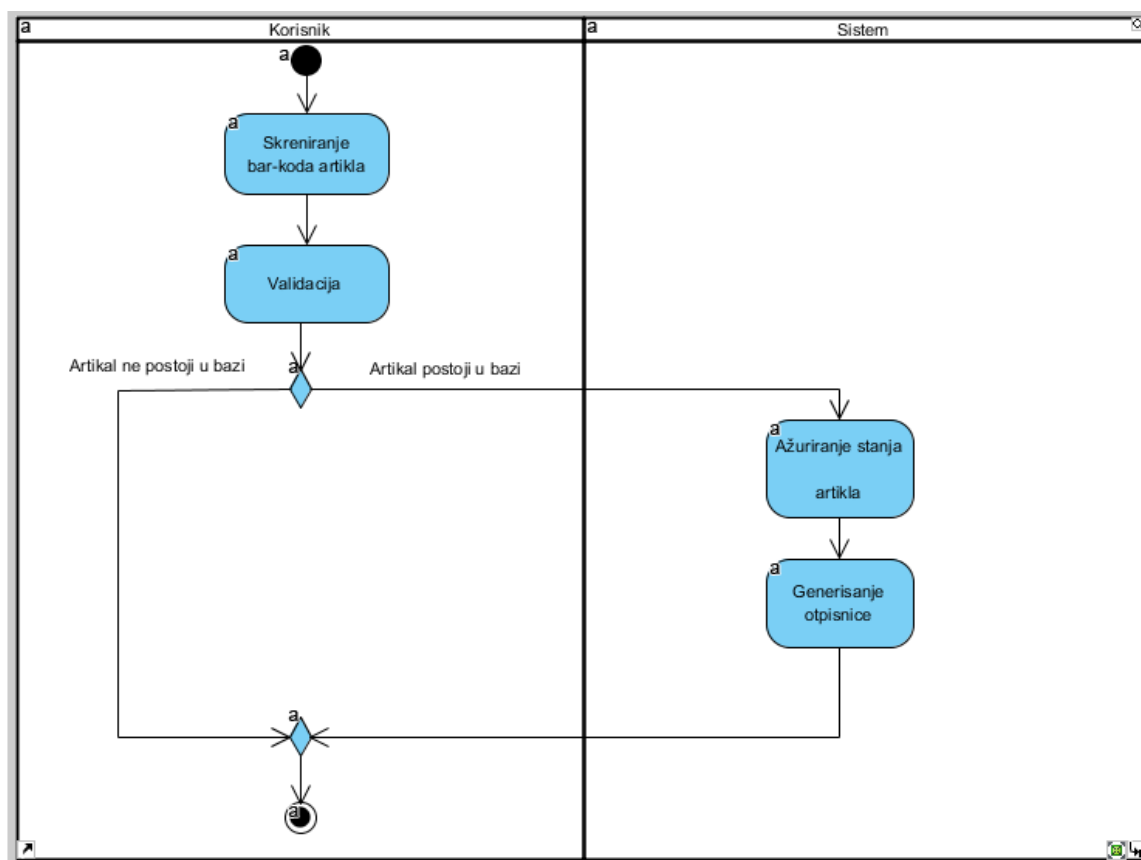 a
Korisnik
a
Sistem
a
a
Skreniranje
bar-koda artikla
a
Validacija
a
Artikal ne postoji u bazi
Artikal postoji u bazi
a
Ažuriranje stanja
artikla
a
Generisanje
otpisnice
a
a